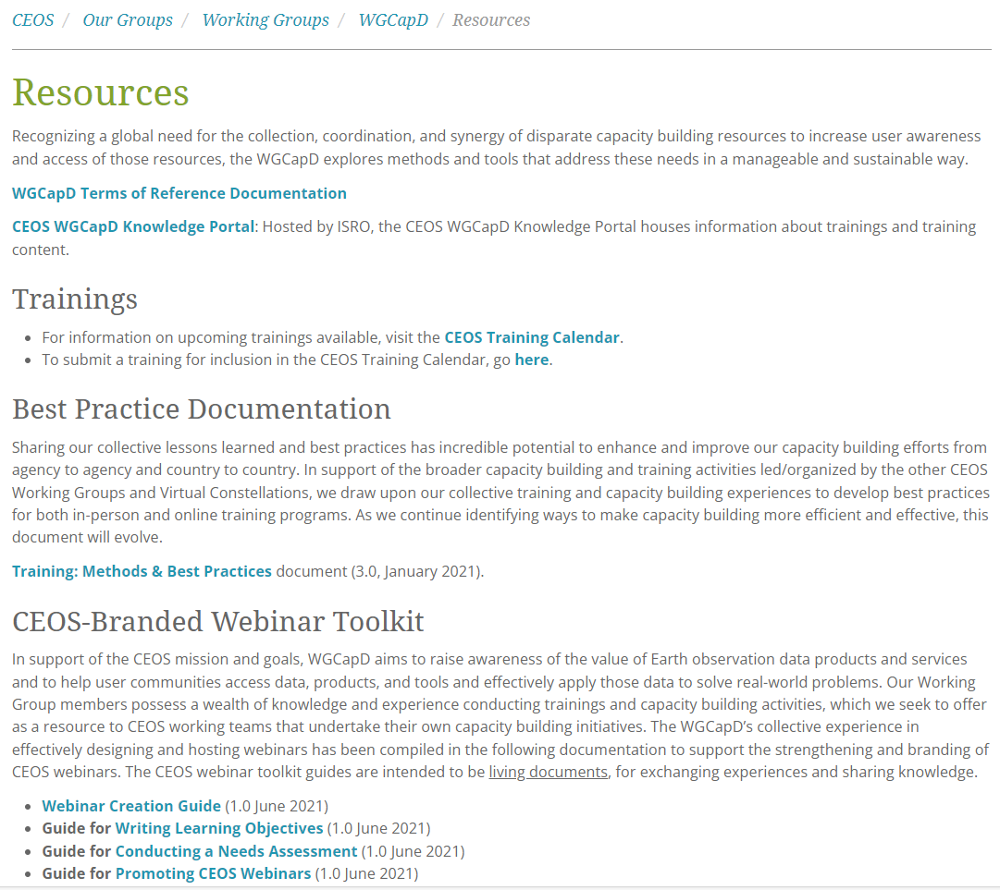 CEOS / Our Groups / Working Groups / WGCapD / Resources
Resources
Recognizing a global need for the collection, coordination, and synergy of disparate capacity building resources to increase user awareness
and access of those resources, the WGCapD explores methods and tools that address these needs in a manageable and sustainable way.
WGCapD Terms of Reference Documentation
CEOS WGCapD Knowledge Portal: Hosted by ISRO, the CEOS WGCapD Knowledge Portal houses information about trainings and training
content.
Trainings
• For information on upcoming trainings available, visit the CEOS Training Calendar.
• To submit a training for inclusion in the CEOS Training Calendar, go here.
Best Practice Documentation
Sharing our collective lessons learned and best practices has incredible potential to enhance and improve our capacity building efforts from
agency to agency and country to country. In support of the broader capacity building and training activities led/organized by the other CEOS
Working Groups and Virtual Constellations, we draw upon our collective training and capacity building experiences to develop best practices
for both in-person and online training programs. As we continue identifying ways to make capacity building more efficient and effective, this
document will evolve.
Training: Methods & Best Practices document (3.0, January 2021).
CEOS-Branded Webinar Toolkit
In support of the CEOS mission and goals, WGCapD aims to raise awareness of the value of Earth observation data products and services
and to help user communities access data, products, and tools and effectively apply those data to solve real-world problems. Our Working
Group members possess a wealth of knowledge and experience conducting trainings and capacity building activities, which we seek to offer
as a resource to CEOS working teams that undertake their own capacity building initiatives. The WGCapD’s collective experience in
effectively designing and hosting webinars has been compiled in the following documentation to support the strengthening and branding of
CEOS webinars. The CEOS webinar toolkit guides are intended to be living documents, for exchanging experiences and sharing knowledge.
• Webinar Creation Guide (1.0 June 2021)
• Guide for Writing Learning Objectives (1.0 June 2021)
• Guide for Conducting a Needs Assessment (1.0 June 2021)
• Guide for Promoting CEOS Webinars (1.0 June 2021)